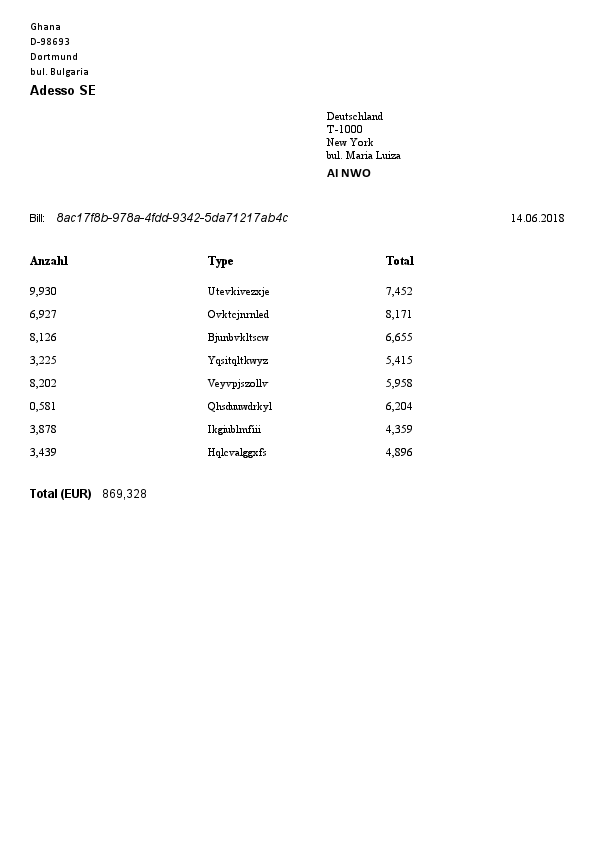 Ghana
D-98693
Dortmund
bul. Bulgaria
Adesso SE
Deutschland
T-1000
New York
bul. Maria Luiza
AI NWO
Bill: 8ac17f8b-978a-4fdd-9342-5da71217ab4c 14.06.2018
Anzahl Type Total
9,930 Utevkivezxje 7,452
6,927 Ovktcjnrnled 8,171
8,126 Bjunbvkltscw 6,655
3,225 Yqsitqltkwyz 5,415
8,202 Veyvpjszollv 5,958
0,581 Qhsduuwdrkyl 6,204
3,878 Ikgiublmfiii 4,359
3,439 Hqlcvalggxfs 4,896
Total (EUR) 869,328